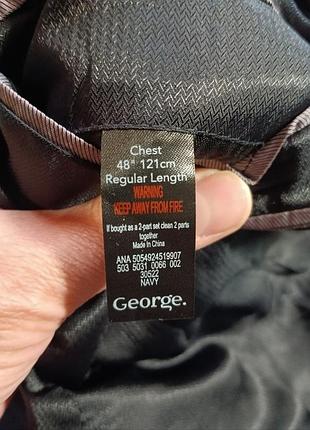 Chest
48" 121cm
Regular Length
WARNING
KEEP AWAY FROM FIRE
If bought as a 2-part set clean 2 parts
together
Made In China
ANA 5054924519907
503 5031 0066 002
30522
NAVY
George.